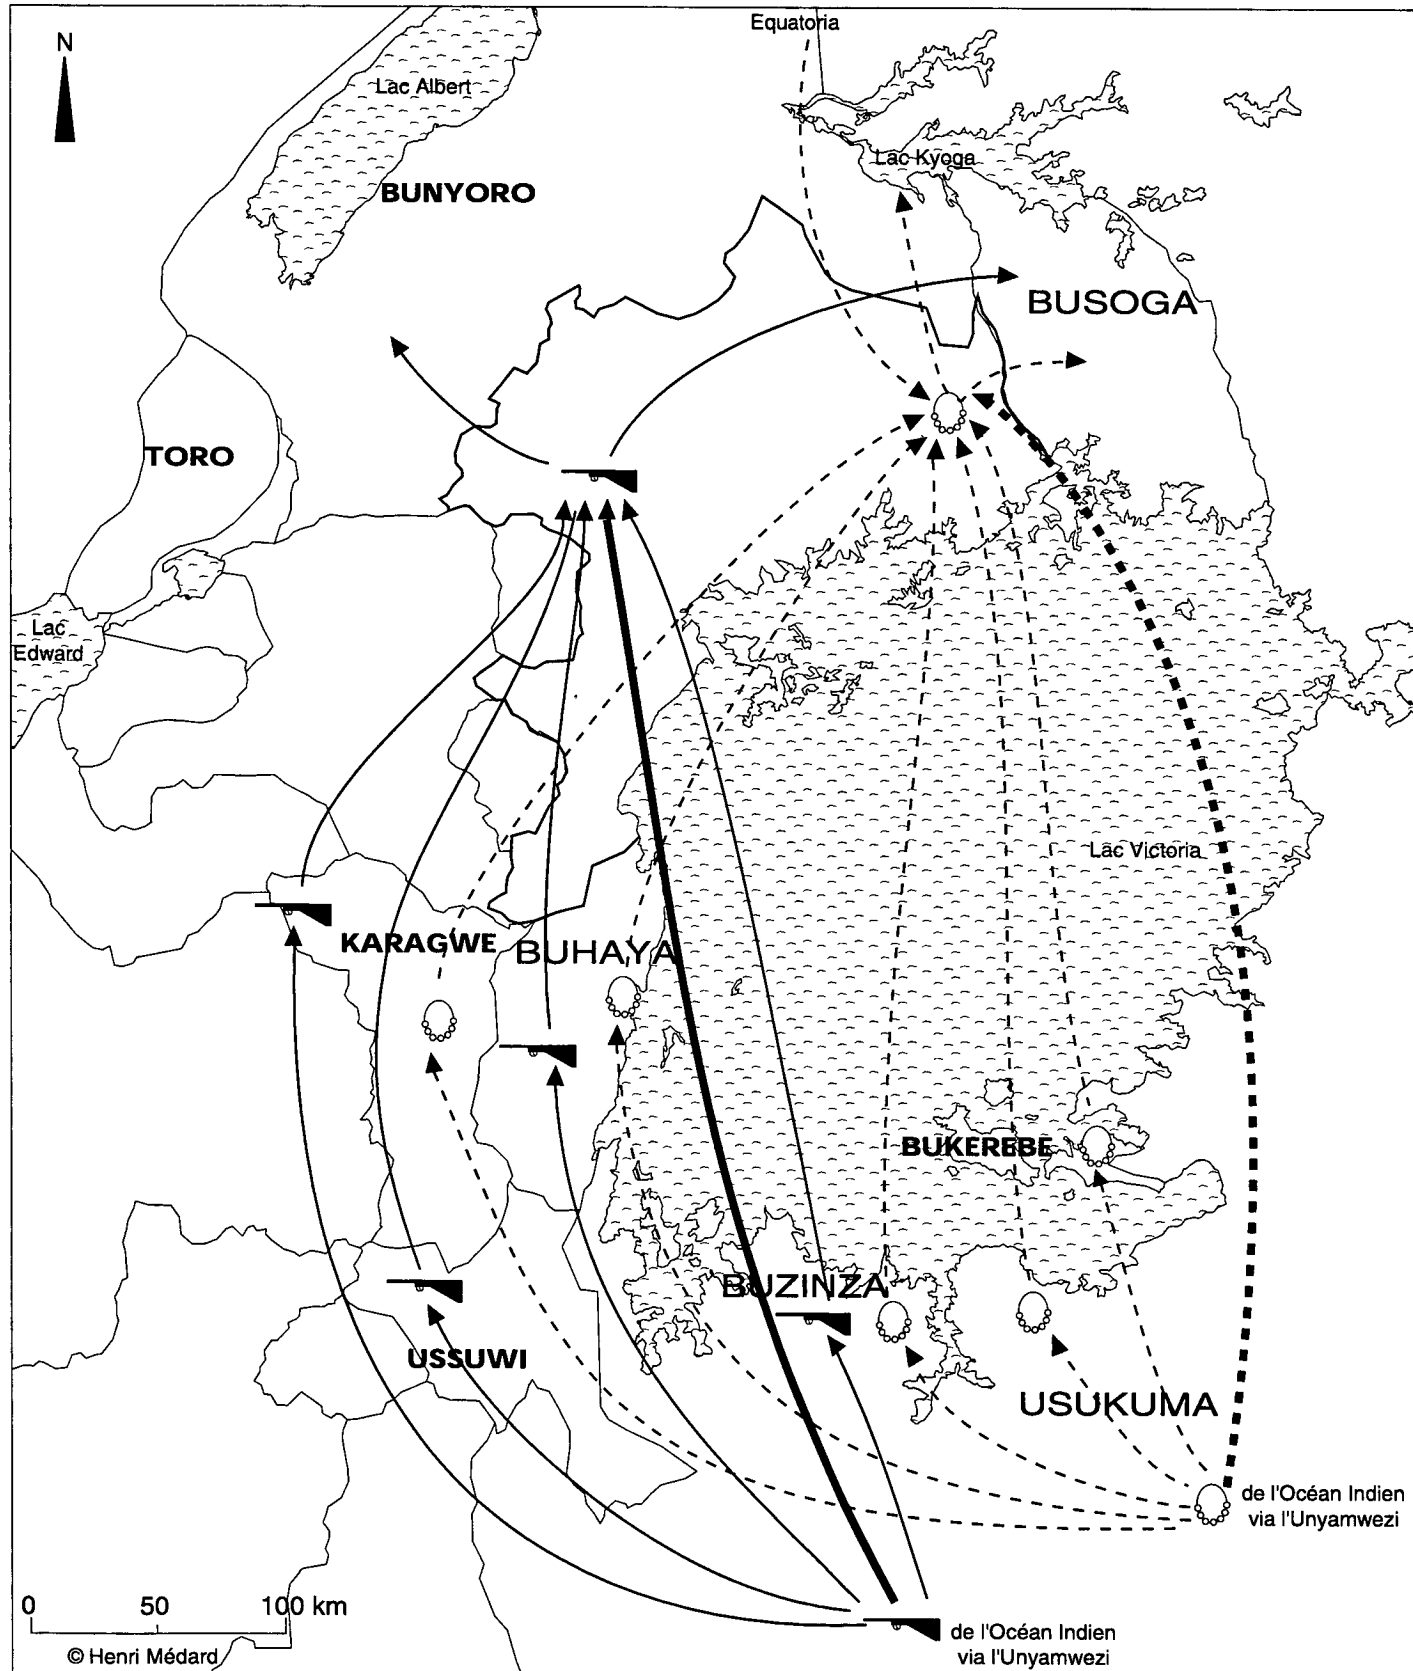 Equatoria
N
Lac Albert
Lac Kyoga
BUNYORO
BUSOGA
TORO
Lac
Edward
Lac Victoria
KARAGWE
BUHAYA
BUKEREBE
BUZINZA
USSUWI
USUKUMA
de l'Océan Indien
via l'Unyamwezi
0 50 100 km
de l'Océan Indien
via l'Unyamwezi
© Henri Médard